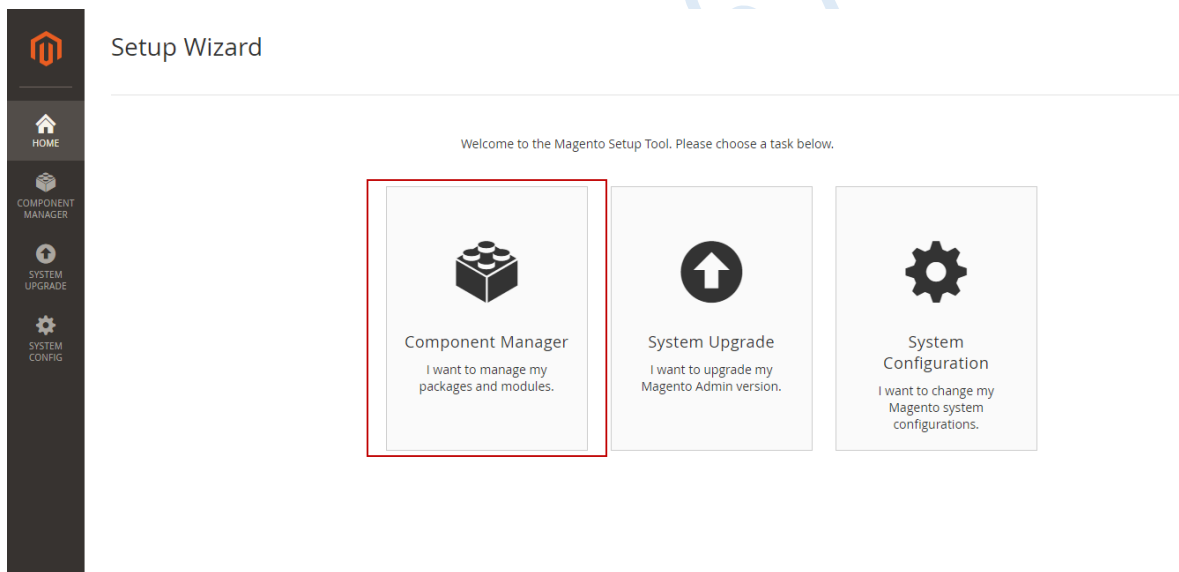 Setup Wizard
HOME
COMPONENT
MANAGER
SYSTEM
UPGRADE
SYSTEM
CONFIG
Welcome to the Magento Setup Tool. Please choose a task below.
Component Manager
I want to manage my
packages and modules.
System Upgrade
I want to upgrade my
Magento Admin version.
System
Configuration
I want to change my
Magento system
configurations.